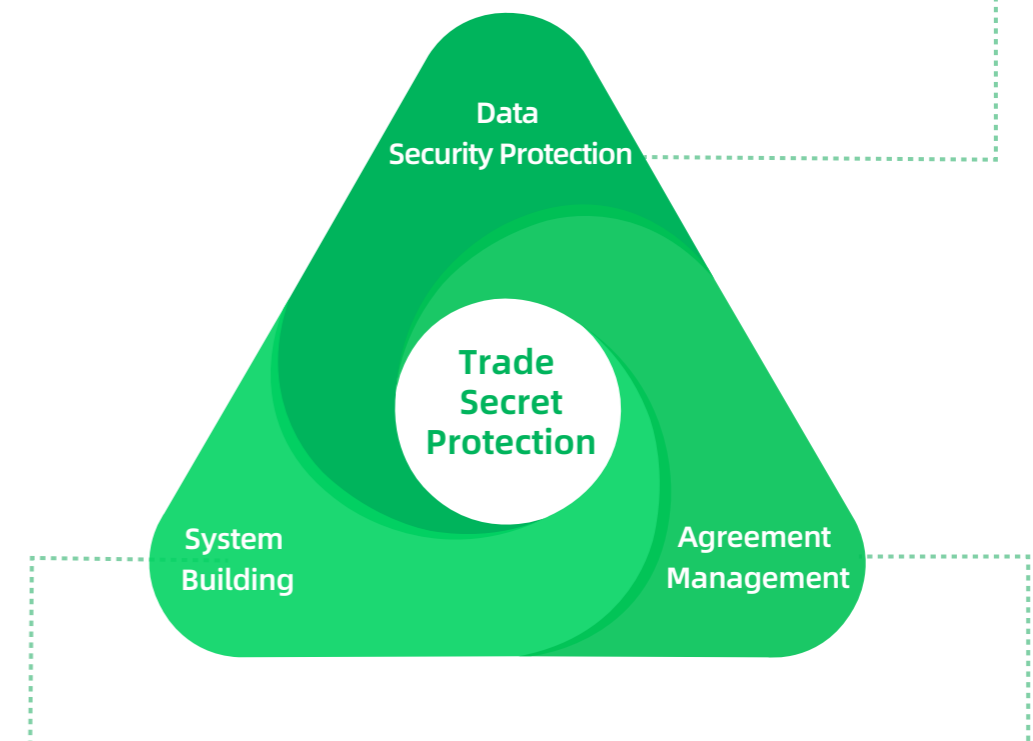 Data
Security Protection
Trade
Secret
Protection
System
Building
Agreement
Management